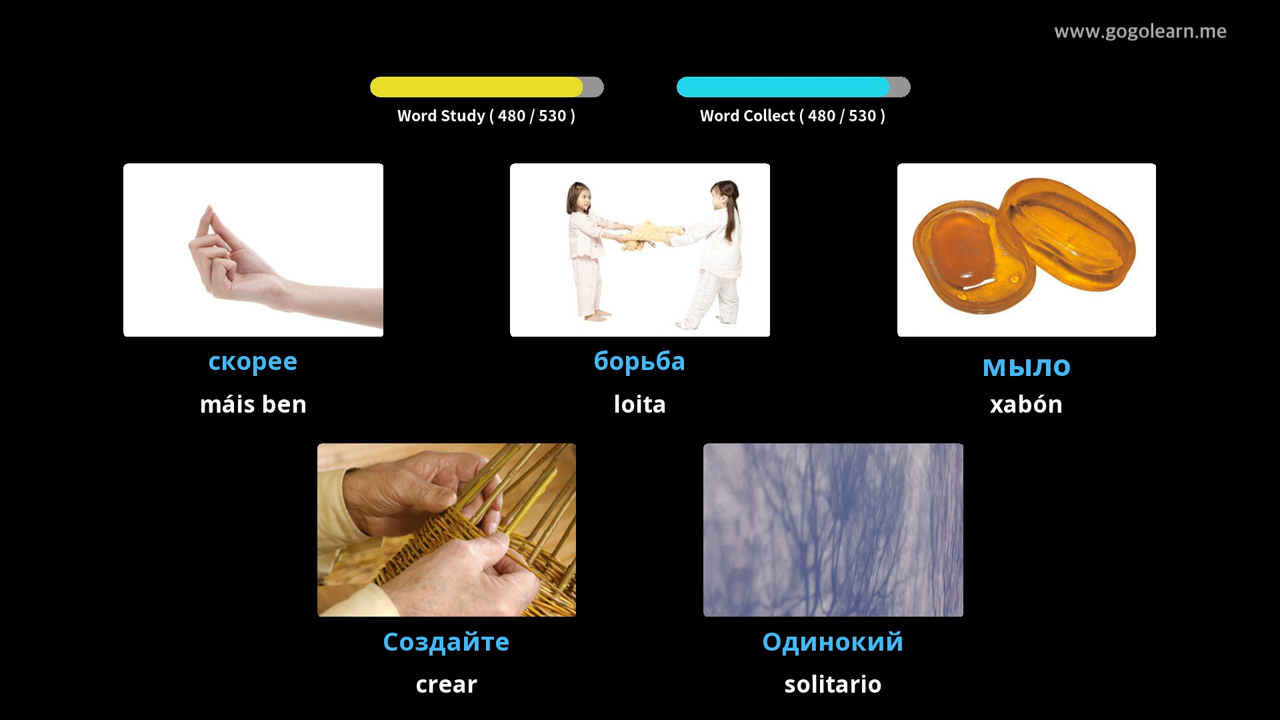 www.gogolearn.me
Word Study ( 480 / 530 )
Word Collect ( 480 / 530 )
скорее
máis ben
борьба
loita
мыло
xabón
Создайте
crear
Одинокий
solitario